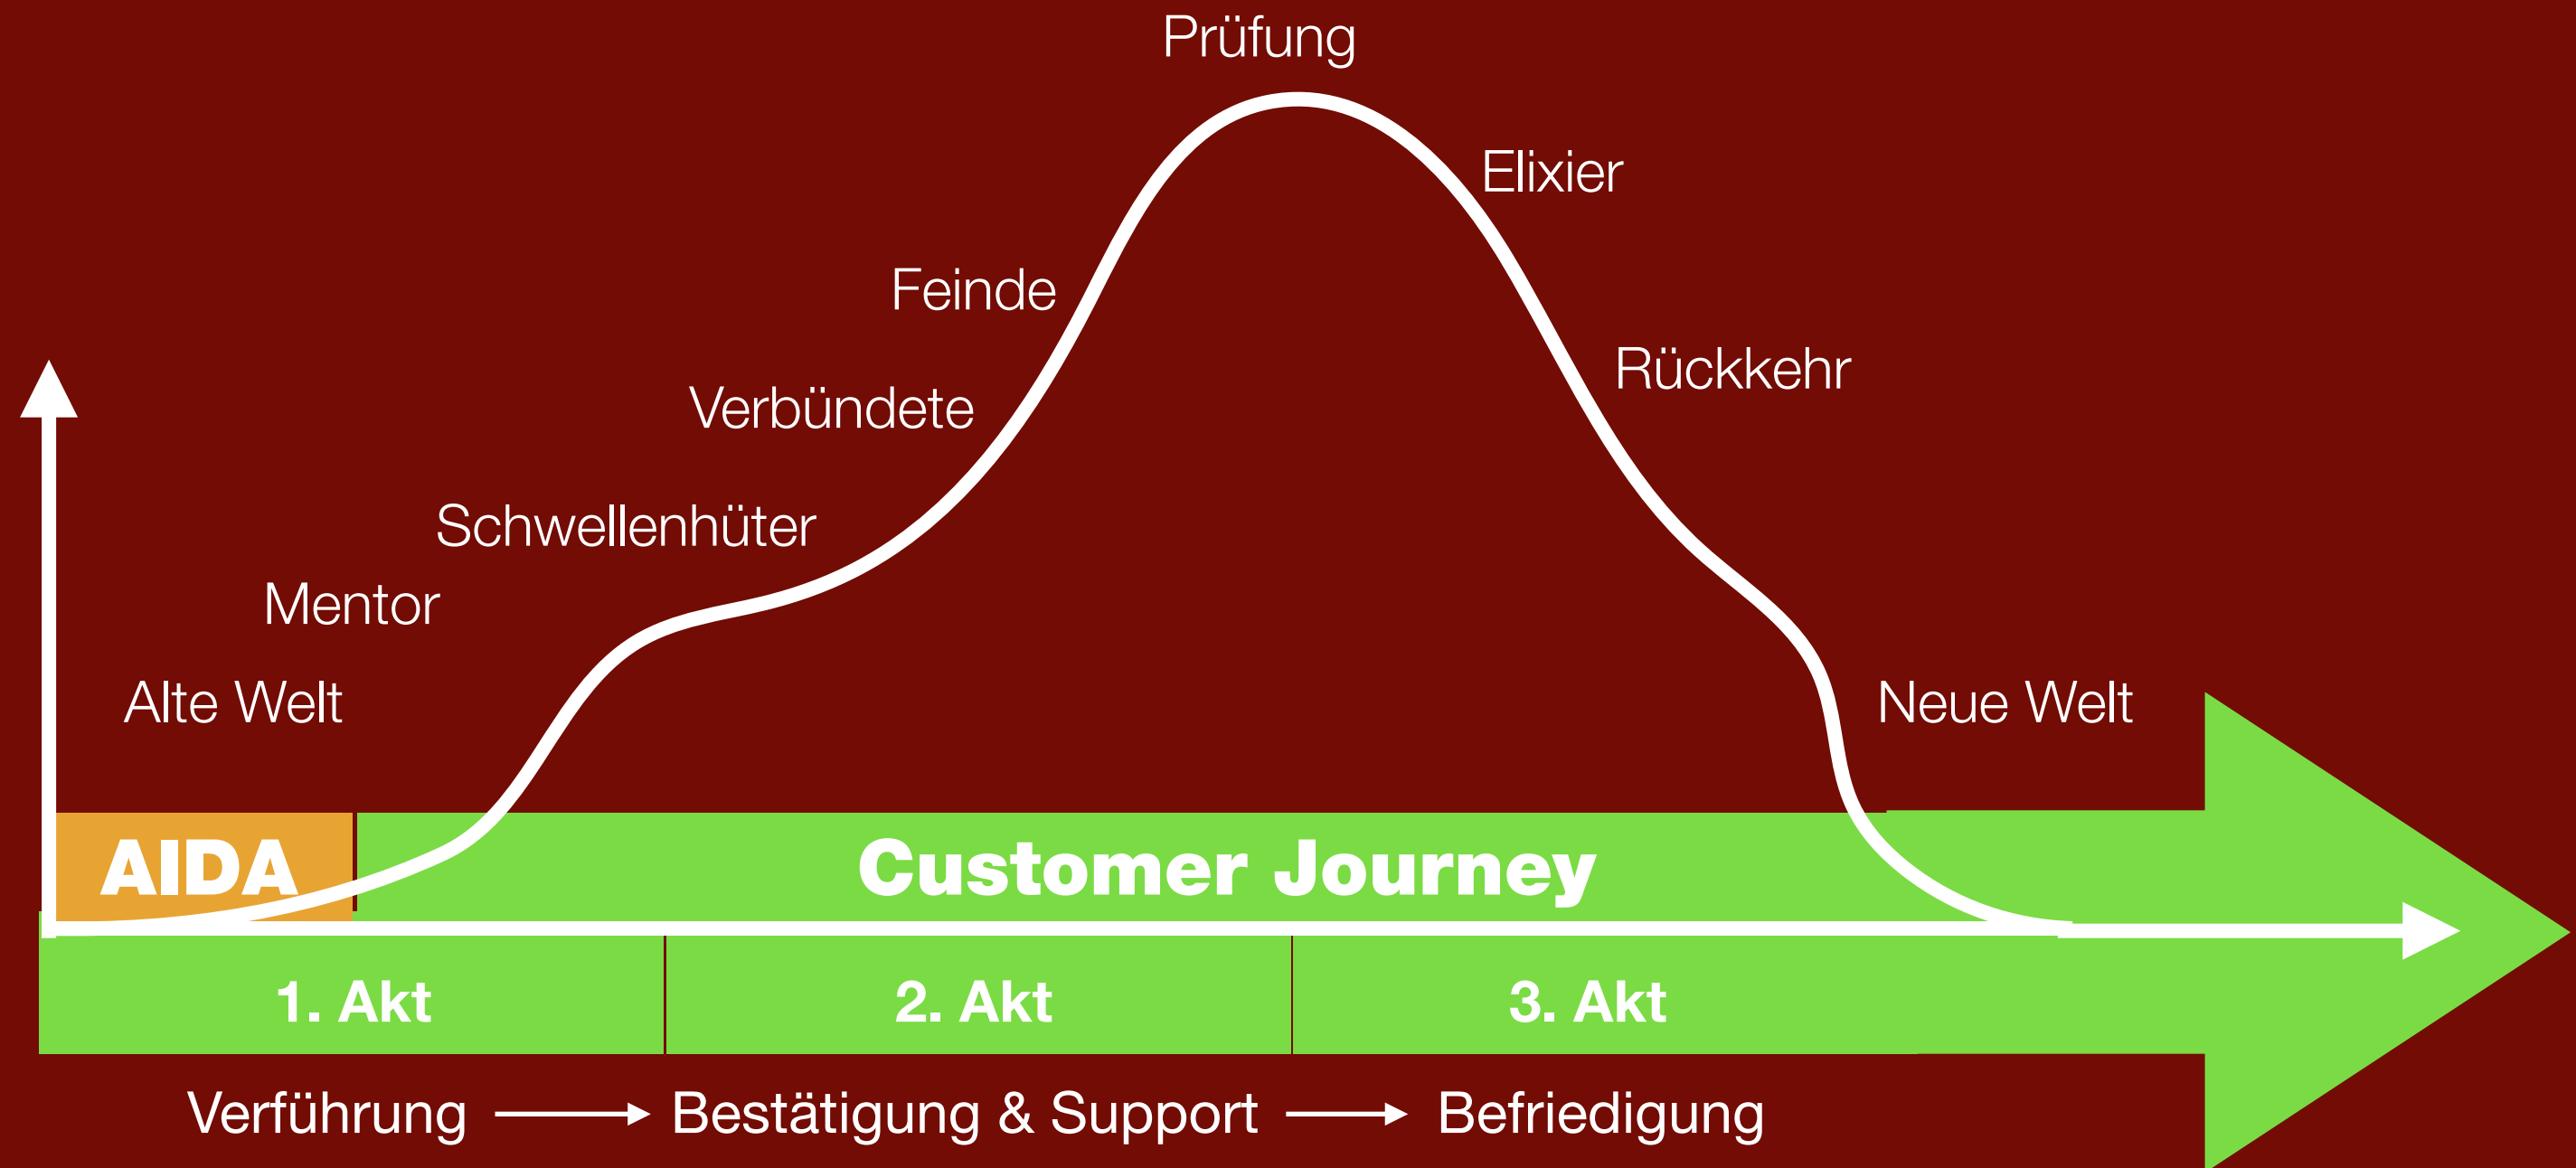 Prüfung
Elixier
Feinde
Rückkehr
Verbündete
Schwellenhüter
Mentor
Alte Welt
Neue Welt
AIDA
Customer Journey
1. Akt
2. Akt
3. Akt
Verführung
Bestätigung & Support
Befriedigung